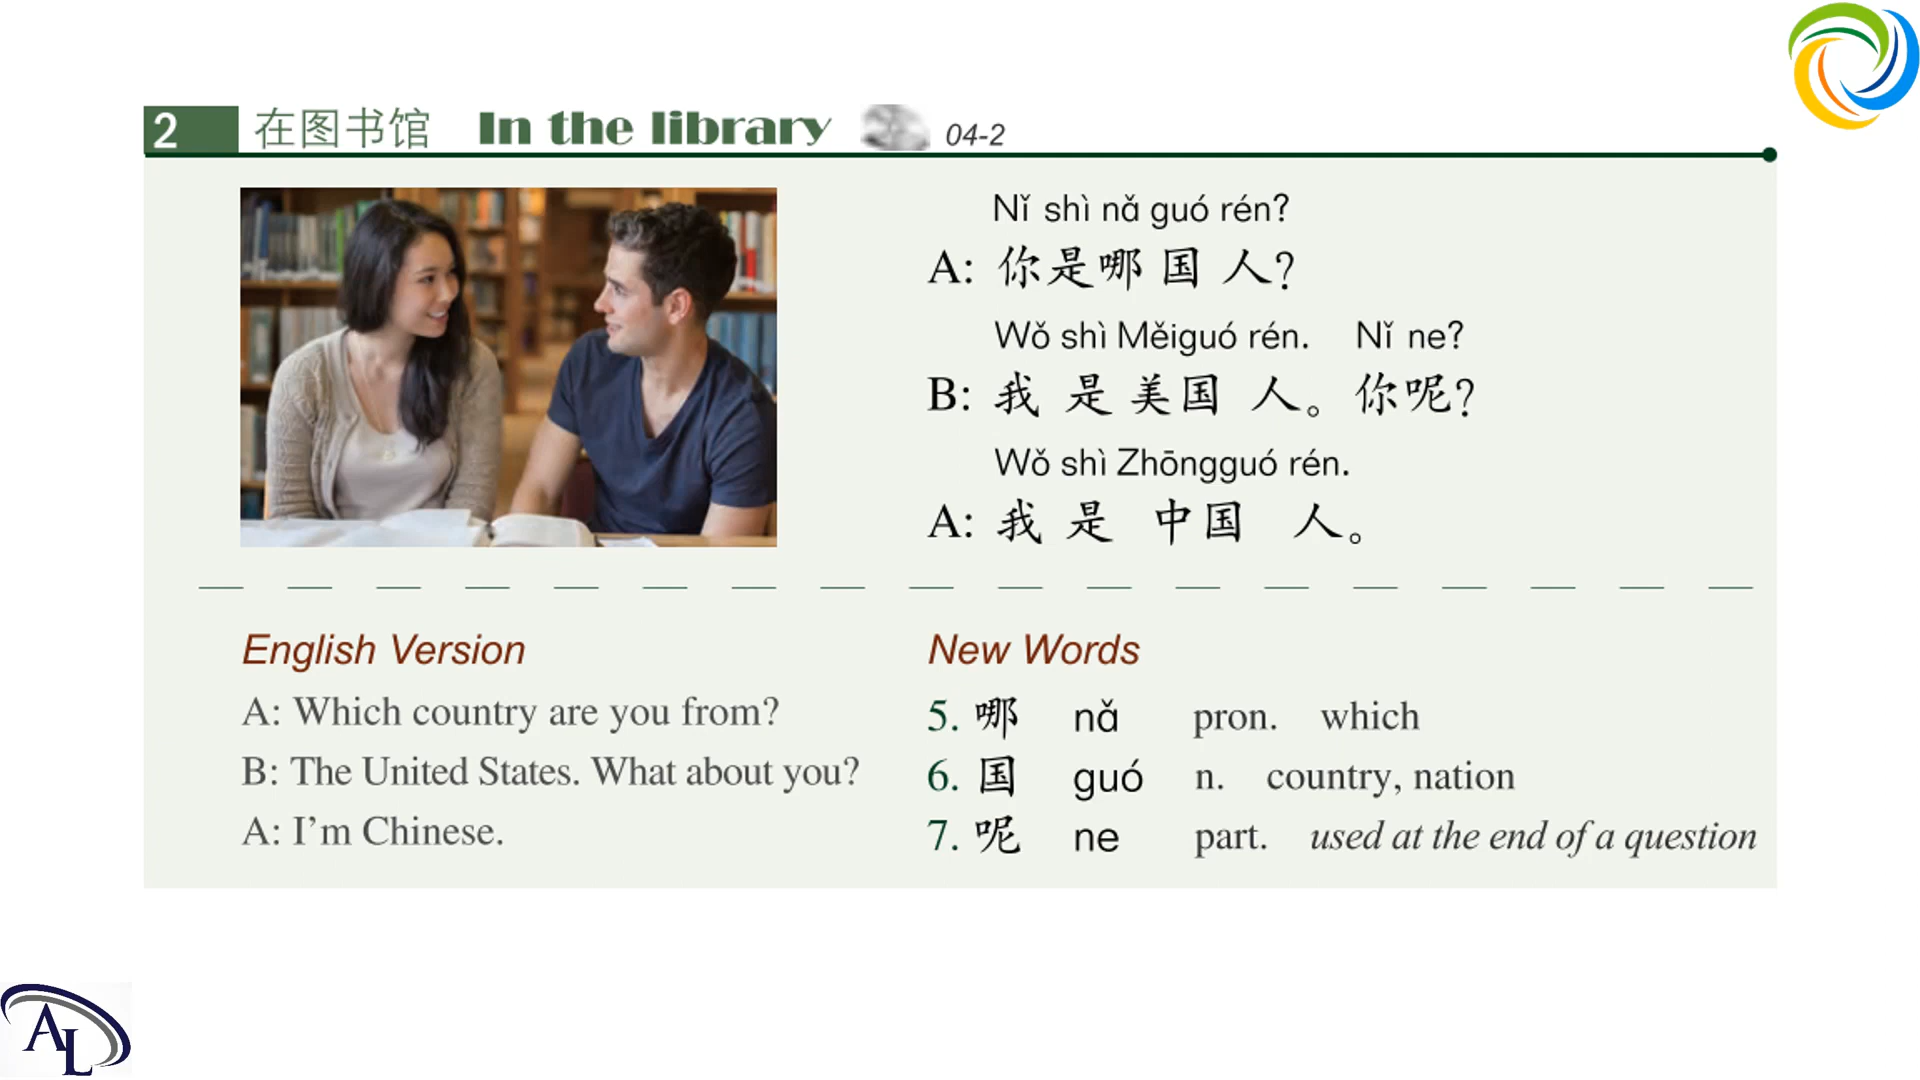 2 在图书馆 In the library 04-2
Nǐ shì nǎ guó rén?
A: 你是哪国人?
Wǒ shì Měiguó rén. Nǐ ne?
B: 我是美国人。你呢?
Wǒ shì Zhōngguó rén.
A: 我是中国人。
English Version
A: Which country are you from?
B: The United States. What about you?
A: I'm Chinese.
New Words
5. 哪 nǎ pron. which
6. 国 guó n. country, nation
7. 呢 ne part. used at the end of a question
AL